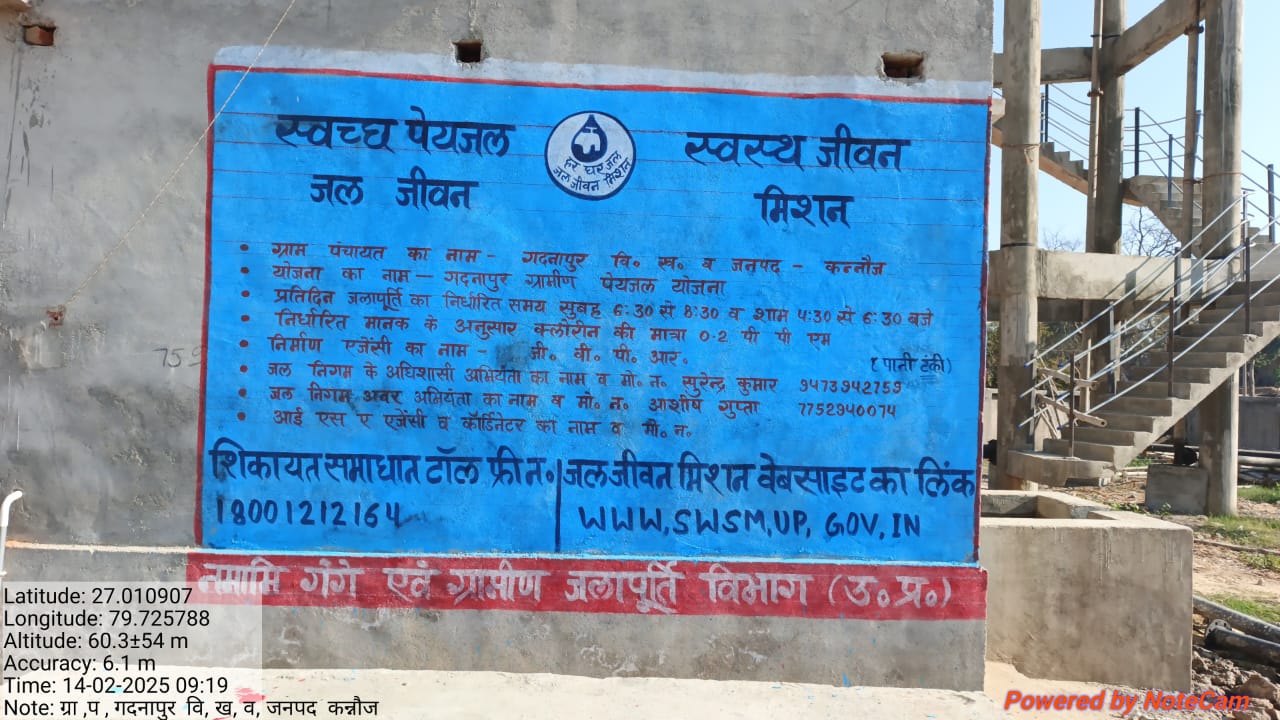 स्वच्छ पेयजल
स्वस्थ जीवन
हर घर जल
जल जीवन मिशन
जल जीवन
मिशन
• ग्राम पंचायत का नाम - गदनापुर वि० ख० व जनपद - कन्नौज
• योजना का नाम - गदनापुर ग्रामीण पेयजल योजना
• प्रतिदिन जलापूर्ति का निर्धारित समय सुबह 6:30 से 8:30 व शाम 4:30 से 6:30 बजे
• निर्धारित मानक के अनुसार क्लोरीन की मात्रा 0.2 पी पी एम
• निर्माण एजेंसी का नाम - जी० वी० पी० आर०
(पानी टंकी)
• जल निगम के अधिशासी अभियंता का नाम व मो० न० सुरेन्द्र कुमार 9473942759
• जल निगम अवर अभियंता का नाम व मो० न० आशीष गुप्ता 7752940074
• आई एस ए एजेंसी व कॉर्डिनेटर का नाम व मो० न०
शिकायत समाधान टॉल फ्री न०
18001212164
जल जीवन मिशन वेबसाइट का लिंक
WWW.SWSM.UP. GOV.IN
नमामि गंगे एवं ग्रामीण जलापूर्ति विभाग (उ०प्र०)
Latitude: 27.010907
Longitude: 79.725788
Altitude: 60.3±54 m
Accuracy: 6.1 m
Time: 14-02-2025 09:19
Note: ग्रा ,प , गदनापुर वि, ख, व, जनपद कन्नौज
Powered by NoteCam